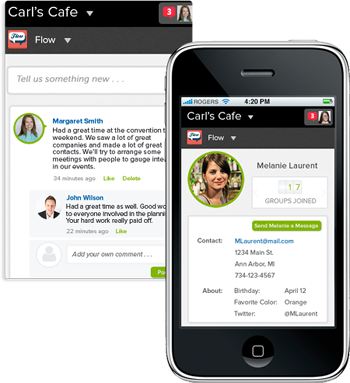 Carl's Cafe
3
Flow
Flow
Tell us something new . . .
Margaret Smith
Had a great time at the convention t
weekend. We saw a lot of great
companies and made a lot of great
contacts. We'll try to arrange some
meetings with people to gauge intei
in our events.
34 minutes ago Like Delete
John Wilson
Had a great time as well. Good wor
to everyone involved in the plannin
Your hard work really paid off.
22 minutes ago Like
Add your own comment . . .
Po
ROGERS 4:20 PM
Carl's Cafe
3
Flow
Flow
Melanie Laurent
17
GROUPS JOINED
Send Melanie a Message
Contact: MLaurent@mail.com
1234 Main St.
Ann Arbor, MI
734-123-4567
About: Birthday: April 12
Favorite Color: Orange
Twitter: @MLaurent